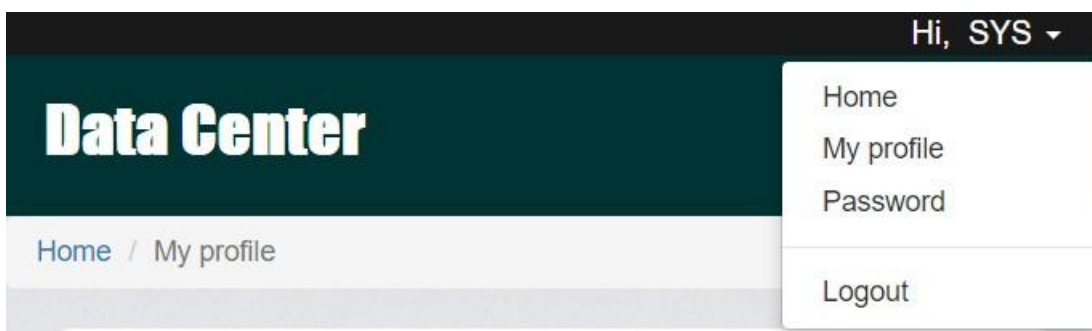 Hi, SYS
Data Center
Home
My profile
Password
Logout
Home / My profile